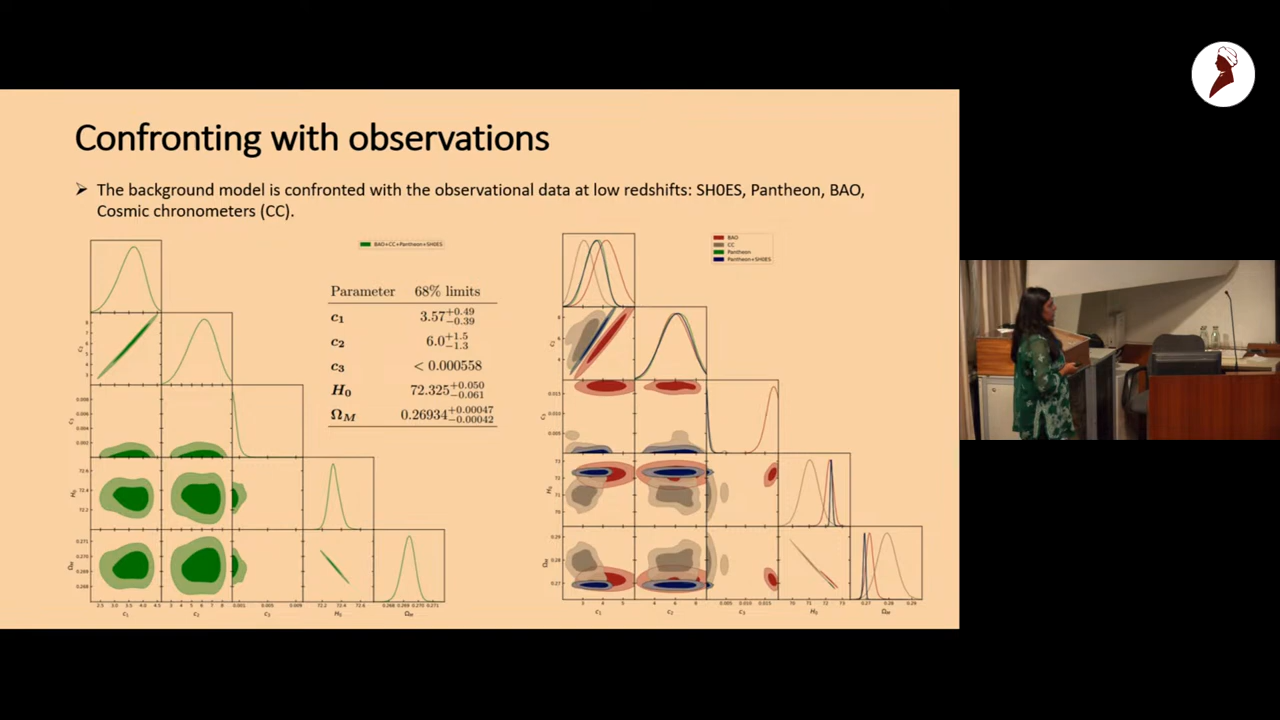 Confronting with observations
➢ The background model is confronted with the observational data at low redshifts: SH0ES, Pantheon, BAO,
Cosmic chronometers (CC).
BAO+CC+Pantheon+SH0ES
Parameter 68% limits
c₁ 3.57 +0.49 −0.39
c₂ 6.0 +1.5 −1.3
c₃ < 0.000558
H₀ 72.325 +0.050 −0.061
Ω_M 0.26934 +0.00047 −0.00042
BAO
CC
Pantheon
Pantheon+SH0ES